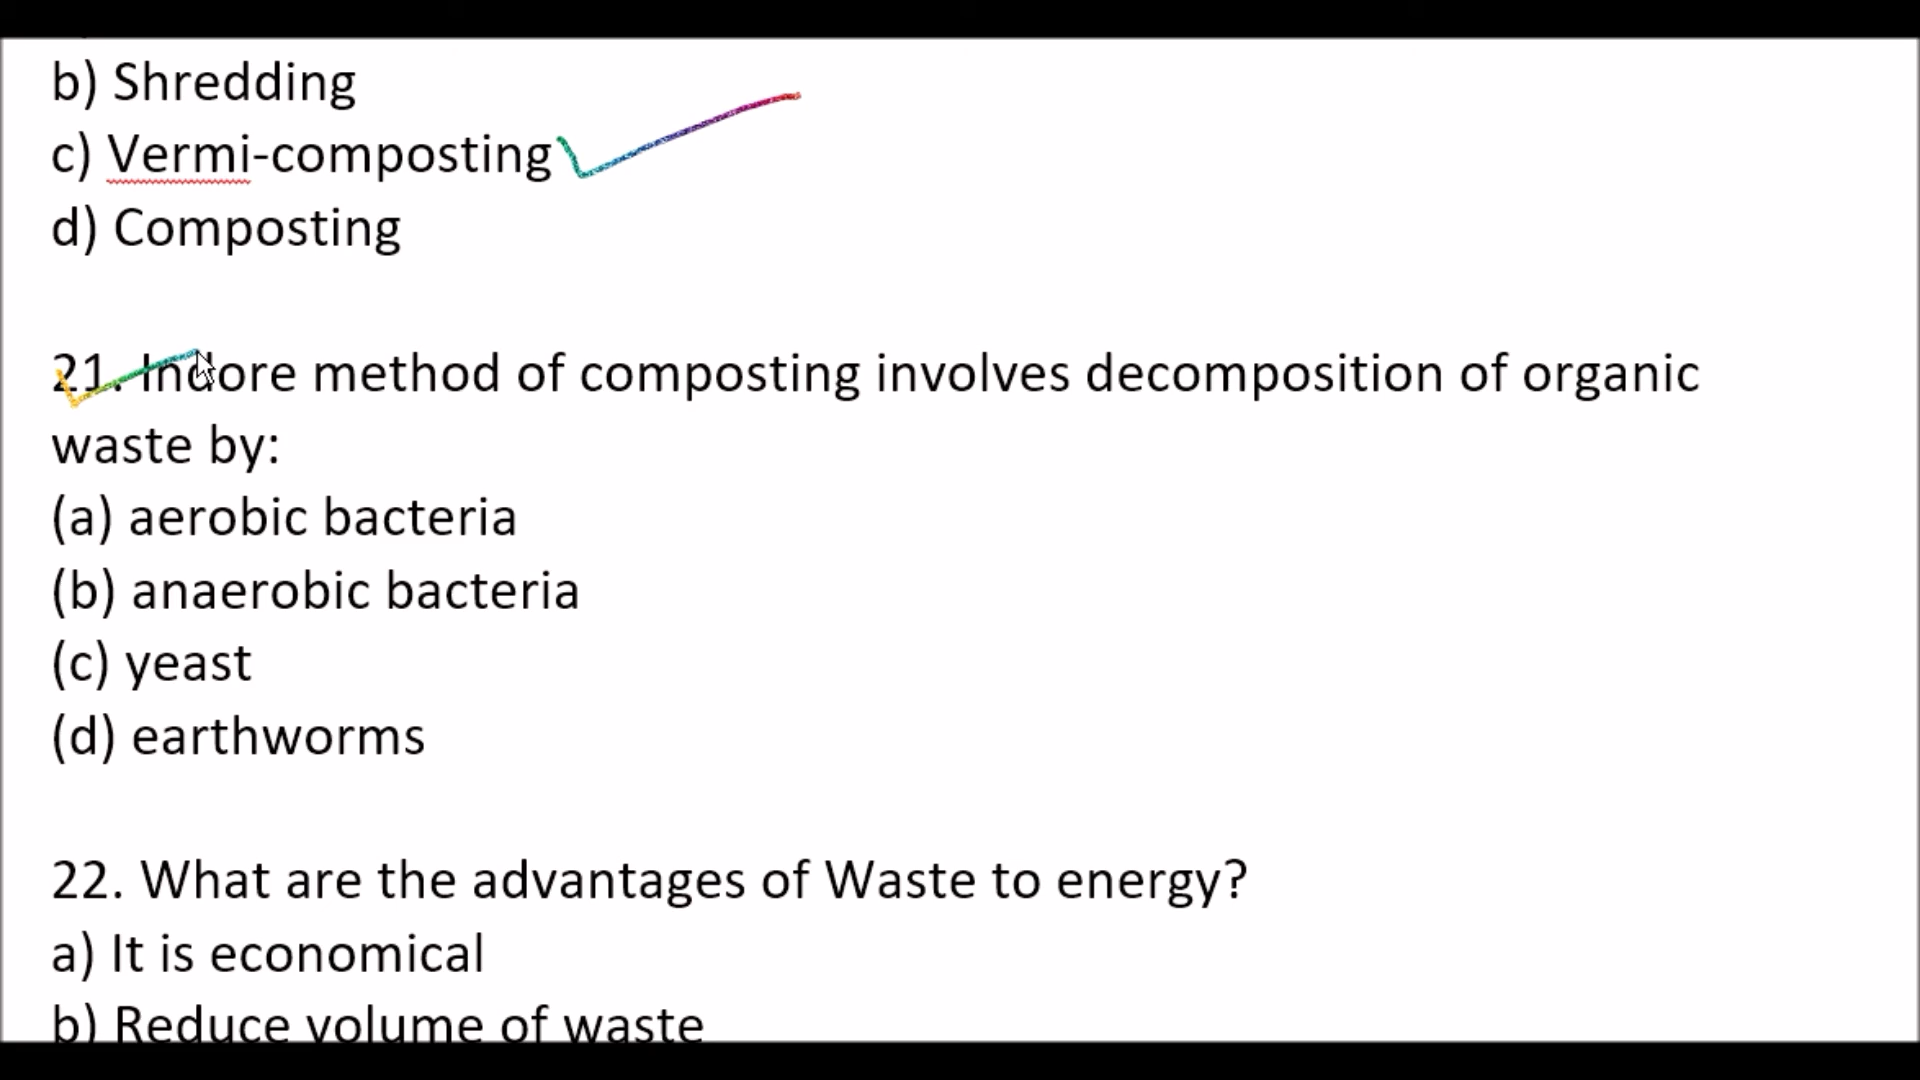 b) Shredding
c) Vermi-composting
d) Composting
21. Indore method of composting involves decomposition of organic
waste by:
(a) aerobic bacteria
(b) anaerobic bacteria
(c) yeast
(d) earthworms
22. What are the advantages of Waste to energy?
a) It is economical
b) Reduce volume of waste